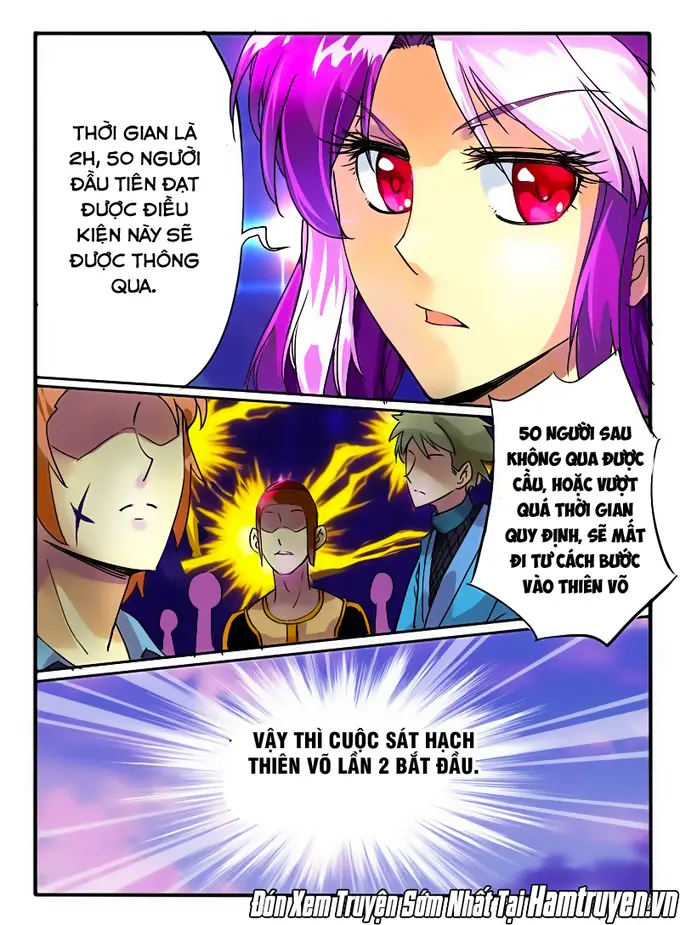 THỜI GIAN LÀ
2H, 50 NGƯỜI
ĐẦU TIÊN ĐẠT
ĐƯỢC ĐIỀU
KIỆN NÀY SẼ
ĐƯỢC THÔNG
QUA.
50 NGƯỜI SAU
KHÔNG QUA ĐƯỢC
CẦU, HOẶC VƯỢT
QUÁ THỜI GIAN
QUY ĐỊNH, SẼ MẤT
ĐI TƯ CÁCH BƯỚC
VÀO THIÊN VÕ
VẬY THÌ CUỘC SÁT HẠCH
THIÊN VÕ LẦN 2 BẮT ĐẦU.
Đón Xem Truyện Sớm Nhất Tại Hamtruyen.vn